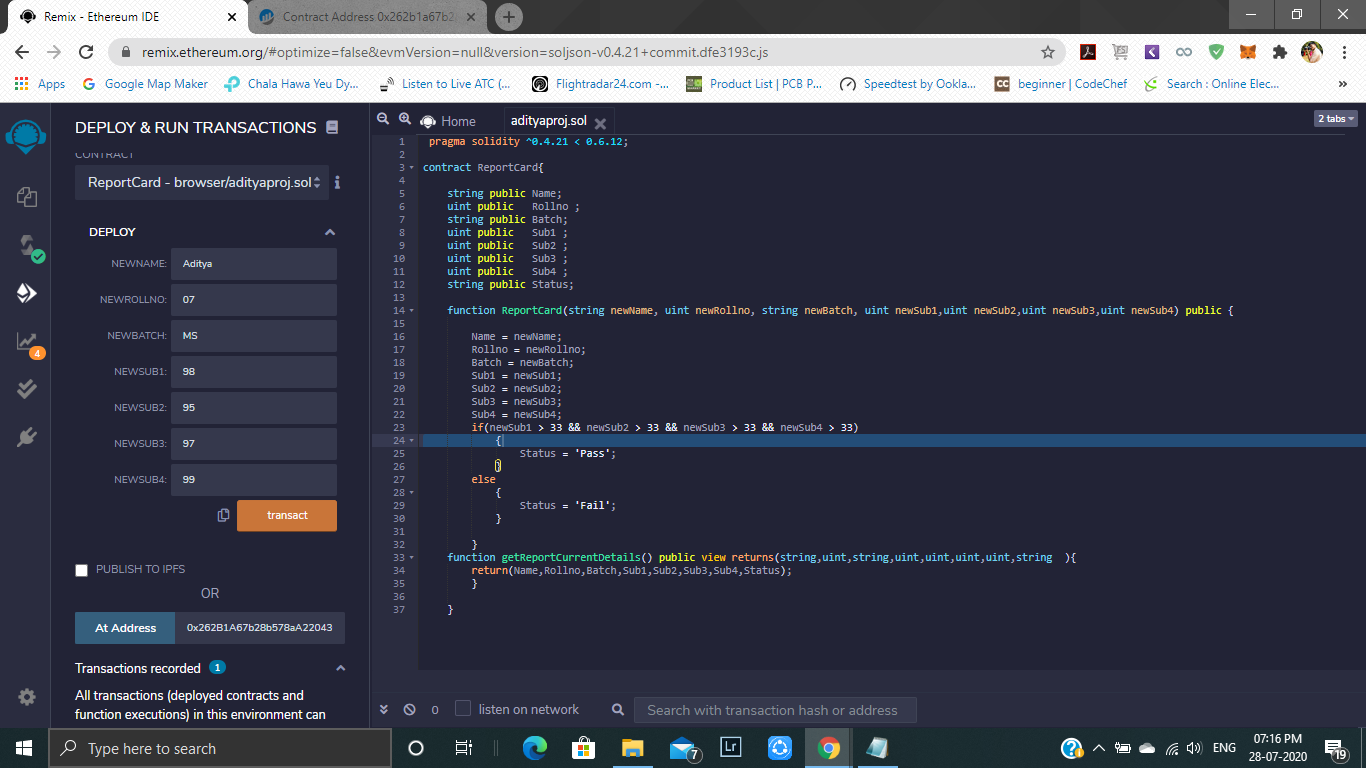 Remix - Ethereum IDE
Contract Address 0x262b1a67b2
remix.ethereum.org/#optimize=false&evmVersion=null&version=soljson-v0.4.21+commit.dfe3193c.js
Apps
Google Map Maker
Chala Hawa Yeu Dy...
Listen to Live ATC (...
Flightradar24.com -...
Product List | PCB P...
Speedtest by Ookla...
CC
beginner | CodeChef
Search : Online Elec...
DEPLOY & RUN TRANSACTIONS
CONTRACT
ReportCard - browser/adityaproj.sol
DEPLOY
NEWNAME: Aditya
NEWROLLNO: 07
NEWBATCH: MS
NEWSUB1: 98
NEWSUB2: 95
NEWSUB3: 97
NEWSUB4: 99
transact
PUBLISH TO IPFS
OR
At Address 0x262B1A67b28b578aA22043
Transactions recorded 1
All transactions (deployed contracts and
function executions) in this environment can
4
Home
adityaproj.sol
2 tabs
1 pragma solidity ^0.4.21 < 0.6.12;
2
3 contract ReportCard{
4
5 string public Name;
6 uint public Rollno ;
7 string public Batch;
8 uint public Sub1 ;
9 uint public Sub2 ;
10 uint public Sub3 ;
11 uint public Sub4 ;
12 string public Status;
13
14 function ReportCard(string newName, uint newRollno, string newBatch, uint newSub1,uint newSub2,uint newSub3,uint newSub4) public {
15
16 Name = newName;
17 Rollno = newRollno;
18 Batch = newBatch;
19 Sub1 = newSub1;
20 Sub2 = newSub2;
21 Sub3 = newSub3;
22 Sub4 = newSub4;
23 if(newSub1 > 33 && newSub2 > 33 && newSub3 > 33 && newSub4 > 33)
24 {
25 Status = 'Pass';
26 }
27 else
28 {
29 Status = 'Fail';
30 }
31
32 }
33 function getReportCurrentDetails() public view returns(string,uint,string,uint,uint,uint,uint,string ){
34 return(Name,Rollno,Batch,Sub1,Sub2,Sub3,Sub4,Status);
35 }
36
37 }
0
listen on network
Search with transaction hash or address
Type here to search
7
Lr
ENG
07:16 PM
28-07-2020
19